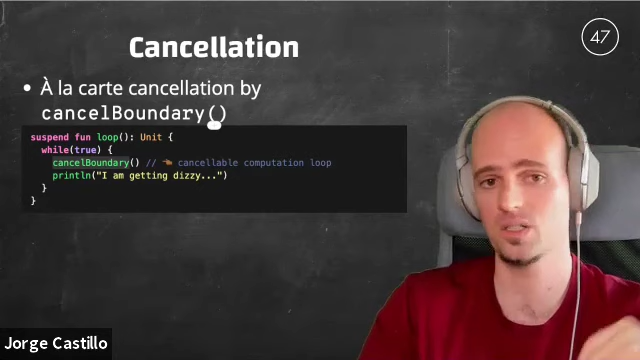 Cancellation
47
• À la carte cancellation by
cancelBoundary()
suspend fun loop(): Unit {
while(true) {
cancelBoundary() // 👈 cancellable computation loop
println("I am getting dizzy...")
}
}
Jorge Castillo